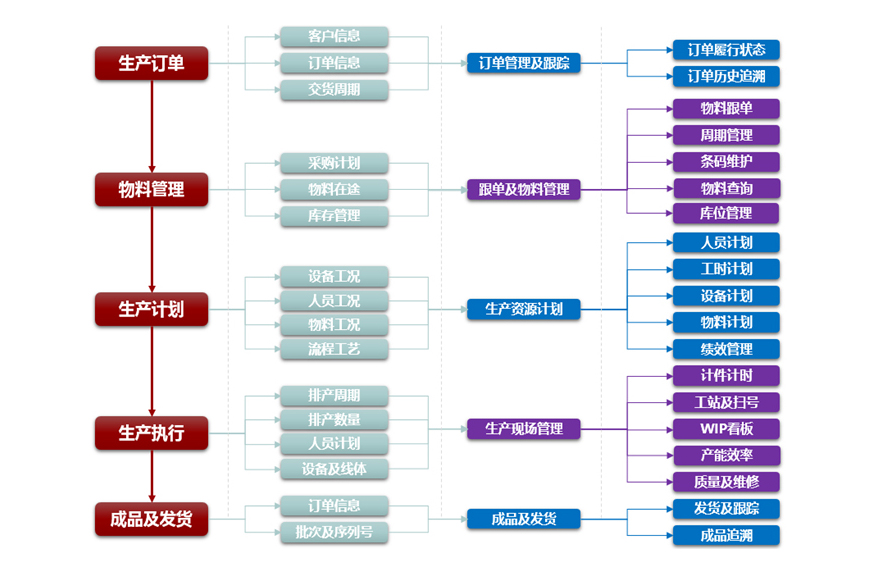 生产订单
客户信息
订单信息
交货周期
订单管理及跟踪
订单履行状态
订单历史追溯
物料管理
采购计划
物料在途
库存管理
跟单及物料管理
物料跟单
周期管理
条码维护
物料查询
库位管理
生产计划
设备工况
人员工况
物料工况
流程工艺
生产资源计划
人员计划
工时计划
设备计划
物料计划
绩效管理
生产执行
排产周期
排产数量
人员计划
设备及线体
生产现场管理
计件计时
工站及扫号
WIP看板
产能效率
质量及维修
成品及发货
订单信息
批次及序列号
成品及发货
发货及跟踪
成品追溯